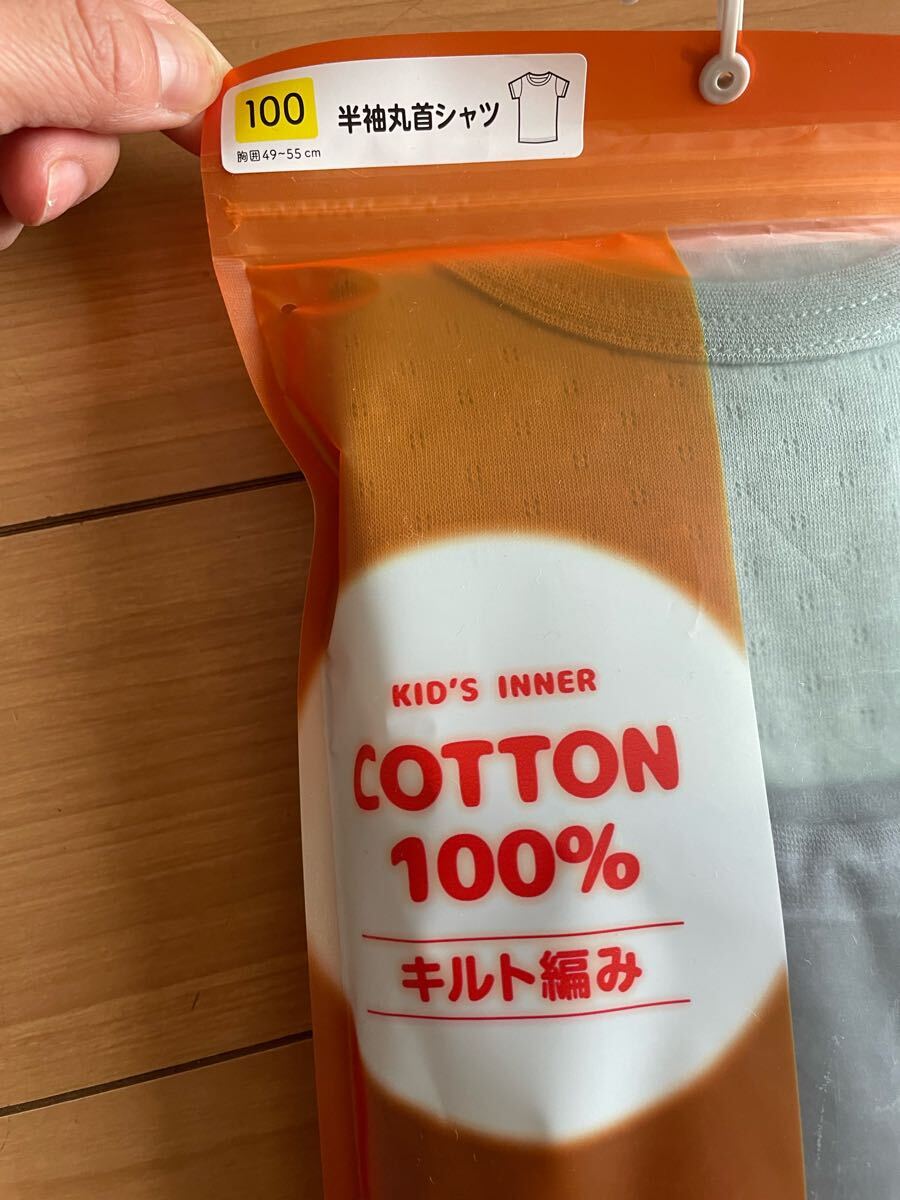 100 半袖丸首シャツ
胸囲49~55cm
KID'S INNER
COTTON
100%
キルト編み